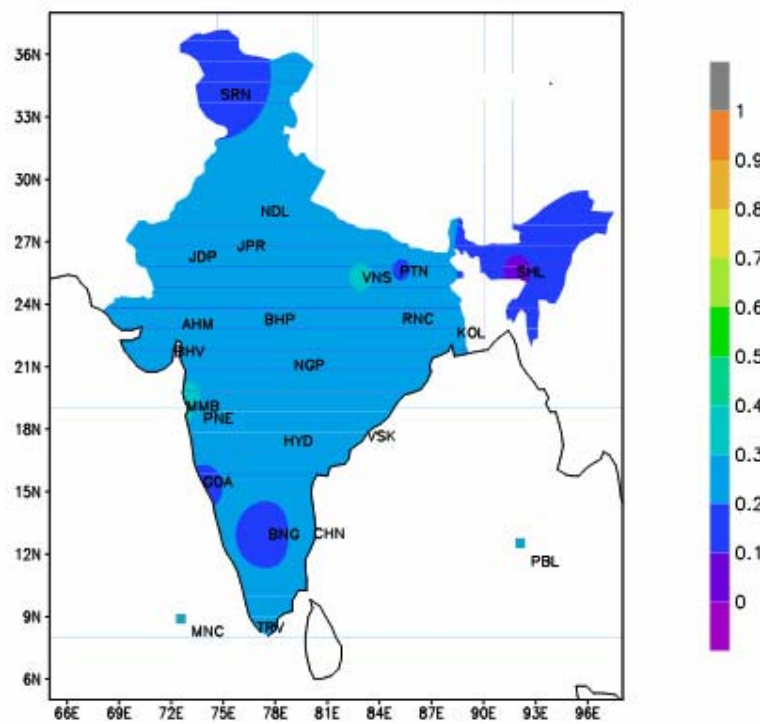 36N
33N
30N
27N
24N
21N
18N
15N
12N
9N
6N
66E 69E 72E 75E 78E 81E 84E 87E 90E 93E 96E
SRN
NDL
JPR
JDP
VNS
PTN
SHL
AHM
BHP
RNC
KOL
BHV
NGP
MMB
PNE
HYD
VSK
GOA
BNG
CHN
PBL
MNC
TRV
1
0.9
0.8
0.7
0.6
0.5
0.4
0.3
0.2
0.1
0